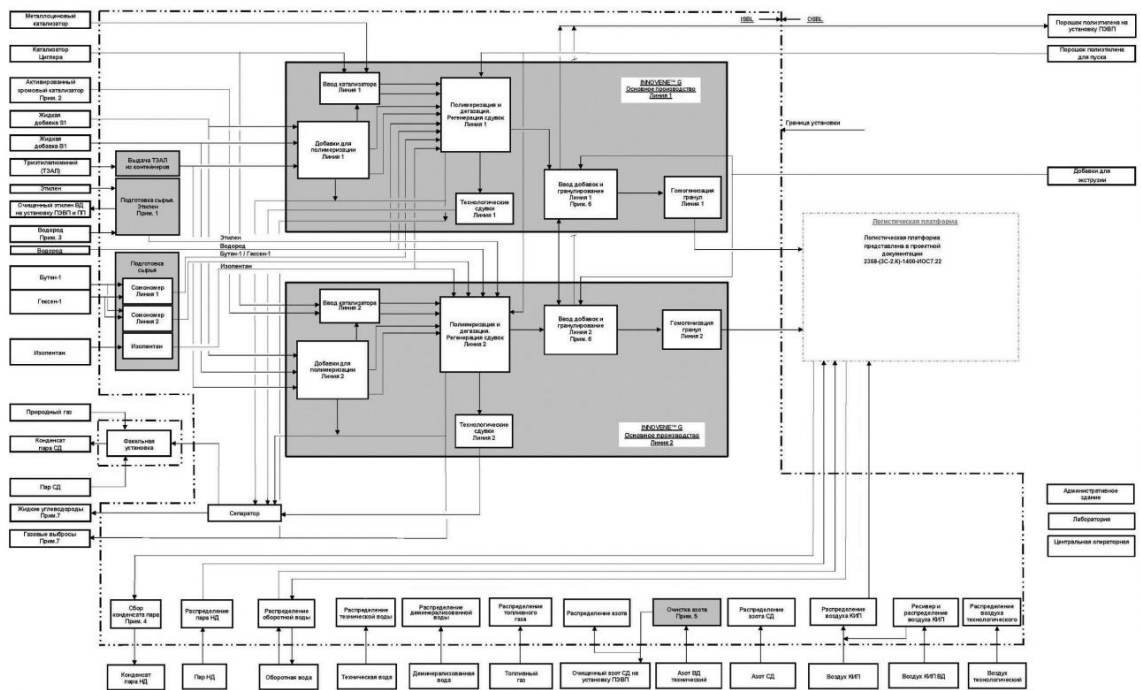 Металлоценовый
катализатор
Катализатор
Циглера
Активированный
хромовый катализатор
Прим. 2
Жидкая
добавка
Жидкая
добавка В1
Триэтилалюминий
(ТЭАЛ)
Этилен
Очищенный этилен ВД
на установку ПЭВП и ПП
Водород
Прим. 3
Водород
Бутен-1
Гексен-1
Изопентан
Природный газ
Конденсат
пара СД
Пар СД
Жидкие углеводороды
Прим.7
Газовые выбросы
Прим.7
Выдача ТЭАЛ
из контейнеров
Подготовка сырья.
Этилен
Прим. 1
Подготовка
сырья
Сомономер
Линия 1
Сомономер
Линия 2
Изопентан
Факельная
установка
Сепаратор
Этилен
Водород
Бутен-1 / Гексен-1
Изопентан
Ввод катализатора
Линия 1
Добавки для
полимеризации
Линия 1
Полимеризация и
дегазация.
Регенерация сдувок
Линия 1
Технологические
сдувки
Линия 1
INNOVENE™ G
Основное производство
Линия 1
Ввод добавок и
гранулирование
Линия 1
Прим. 6
Гомогенизация
гранул
Линия 1
Ввод катализатора
Линия 2
Добавки для
полимеризации
Линия 2
Полимеризация и
дегазация.
Регенерация сдувок
Линия 2
Технологические
сдувки
Линия 2
Ввод добавок и
гранулирование
Линия 2
Прим. 6
Гомогенизация
гранул
Линия 2
INNOVENE™ G
Основное производство
Линия 2
ISBL
OSBL
Граница установки
Порошок полиэтилена на
установку ПЭВП
Порошок полиэтилена
для пуска
Добавки для
экструзии
Логистическая платформа
Логистическая платформа
представлена в проектной
документации
Административное
здание
Лаборатория
Центральная операторная
Сбор
конденсата пара
Прим. 4
Распределение
пара НД
Распределение
оборотной воды
Распределение
технической воды
Распределение
деминерализованной
воды
Распределение
топливного
газа
Распределение азота
Очистка азота
Прим. 5
Распределение
азота СД
Распределение
воздуха КИП
Ресивер и
распределение
воздуха КИП
Распределение
воздуха
технологического
Конденсат
пара НД
Пар НД
Оборотная вода
Техническая вода
Деминерализованная
вода
Топливный
газ
Очищенный азот СД на
установку ПЭВП
Азот ВД
технический
Азот СД
Воздух КИП
Воздух КИП ВД
Воздух
технологический